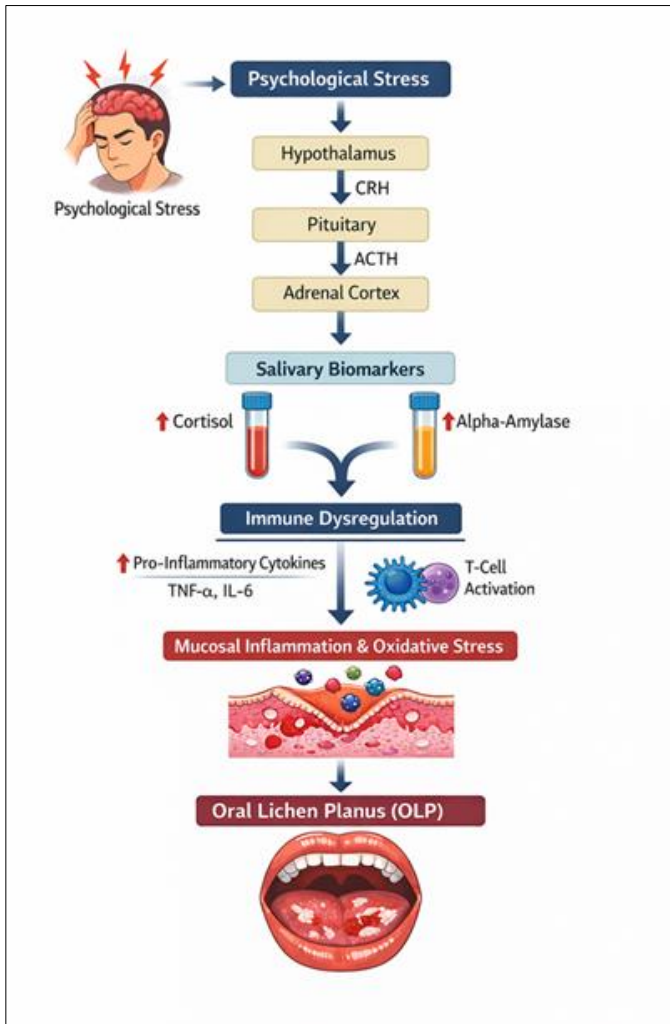 Psychological Stress
Psychological Stress
Hypothalamus
CRH
Pituitary
ACTH
Adrenal Cortex
Salivary Biomarkers
Cortisol
Alpha-Amylase
Immune Dysregulation
Pro-Inflammatory Cytokines
TNF-α, IL-6
T-Cell
Activation
Mucosal Inflammation & Oxidative Stress
Oral Lichen Planus (OLP)